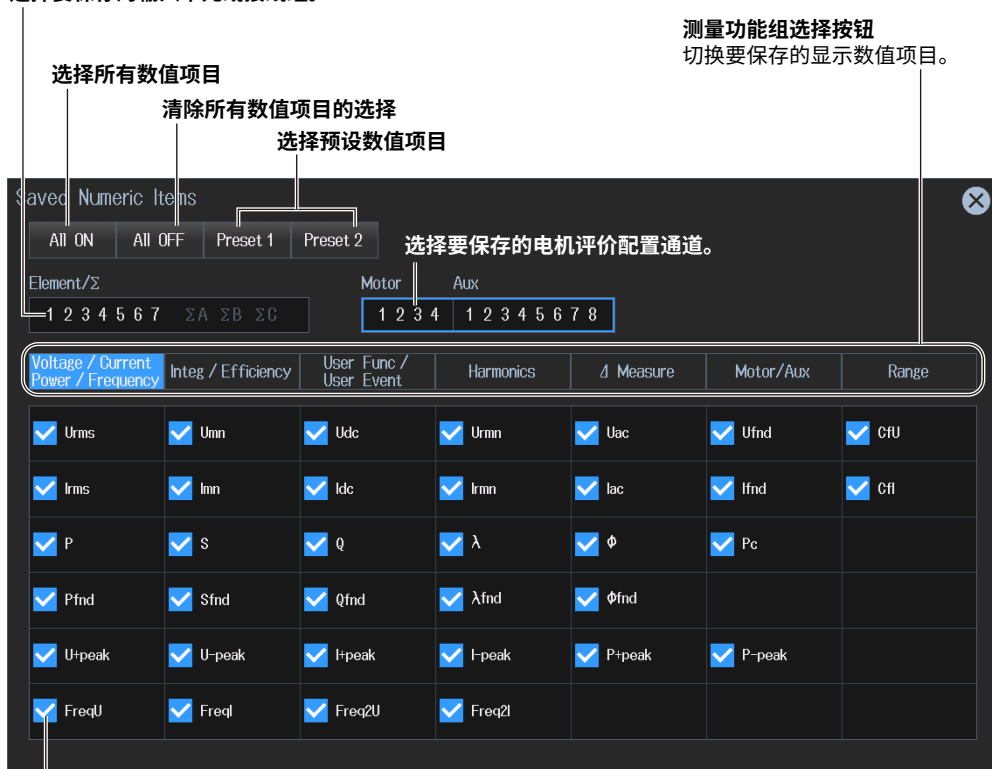 测量功能组选择按钮
切换要保存的显示数值项目。
选择所有数值项目
清除所有数值项目的选择
选择预设数值项目
Saved Numeric Items
All ON All OFF Preset 1 Preset 2
选择要保存的电机评价配置通道。
Element/Σ Motor Aux
1 2 3 4 5 6 7 ΣA ΣB ΣC 1 2 3 4 1 2 3 4 5 6 7 8
Voltage / Current Power / Frequency Integ / Efficiency User Func / User Event Harmonics Δ Measure Motor/Aux Range
Urms Umn Udc Urmn Uac Ufnd CfU
Irms Imn Idc Irmn Iac Ifnd CfI
P S Q λ Φ Pc
Pfnd Sfnd Qfnd λfnd Φfnd
U+peak U-peak I+peak I-peak P+peak P-peak
FreqU FreqI Freq2U Freq2I